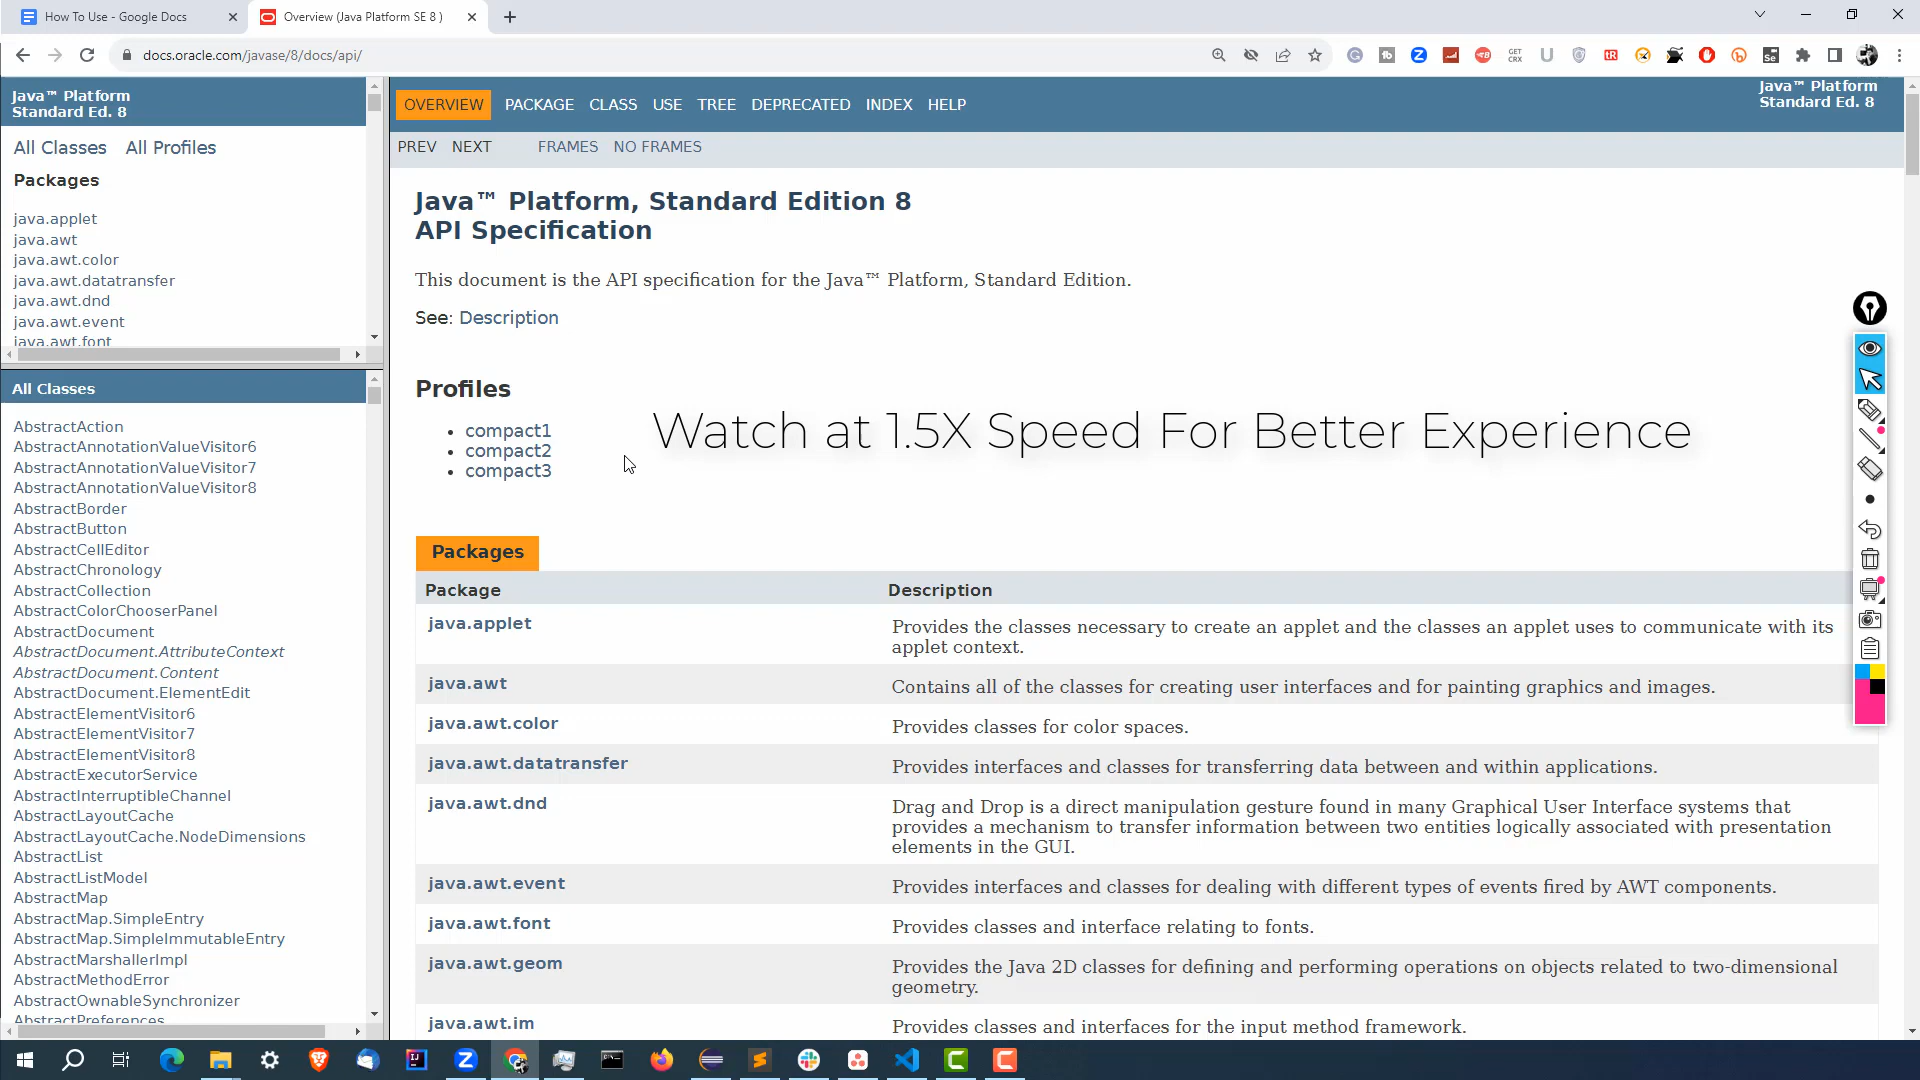 How To Use - Google Docs
Overview (Java Platform SE 8 )
docs.oracle.com/javase/8/docs/api/
GET CRX
Java™ Platform
Standard Ed. 8
All Classes All Profiles
Packages
java.applet
java.awt
java.awt.color
java.awt.datatransfer
java.awt.dnd
java.awt.event
java.awt.font
All Classes
AbstractAction
AbstractAnnotationValueVisitor6
AbstractAnnotationValueVisitor7
AbstractAnnotationValueVisitor8
AbstractBorder
AbstractButton
AbstractCellEditor
AbstractChronology
AbstractCollection
AbstractColorChooserPanel
AbstractDocument
AbstractDocument.AttributeContext
AbstractDocument.Content
AbstractDocument.ElementEdit
AbstractElementVisitor6
AbstractElementVisitor7
AbstractElementVisitor8
AbstractExecutorService
AbstractInterruptibleChannel
AbstractLayoutCache
AbstractLayoutCache.NodeDimensions
AbstractList
AbstractListModel
AbstractMap
AbstractMap.SimpleEntry
AbstractMap.SimpleImmutableEntry
AbstractMarshallerImpl
AbstractMethodError
AbstractOwnableSynchronizer
AbstractPreferences
OVERVIEW PACKAGE CLASS USE TREE DEPRECATED INDEX HELP
Java™ Platform
Standard Ed. 8
PREV NEXT FRAMES NO FRAMES
Java™ Platform, Standard Edition 8
API Specification
This document is the API specification for the Java™ Platform, Standard Edition.
See: Description
Profiles
compact1
compact2
compact3
Watch at 1.5X Speed For Better Experience
Packages
Package Description
java.applet Provides the classes necessary to create an applet and the classes an applet uses to communicate with its
applet context.
java.awt Contains all of the classes for creating user interfaces and for painting graphics and images.
java.awt.color Provides classes for color spaces.
java.awt.datatransfer Provides interfaces and classes for transferring data between and within applications.
java.awt.dnd Drag and Drop is a direct manipulation gesture found in many Graphical User Interface systems that
provides a mechanism to transfer information between two entities logically associated with presentation
elements in the GUI.
java.awt.event Provides interfaces and classes for dealing with different types of events fired by AWT components.
java.awt.font Provides classes and interface relating to fonts.
java.awt.geom Provides the Java 2D classes for defining and performing operations on objects related to two-dimensional
geometry.
java.awt.im Provides classes and interfaces for the input method framework.